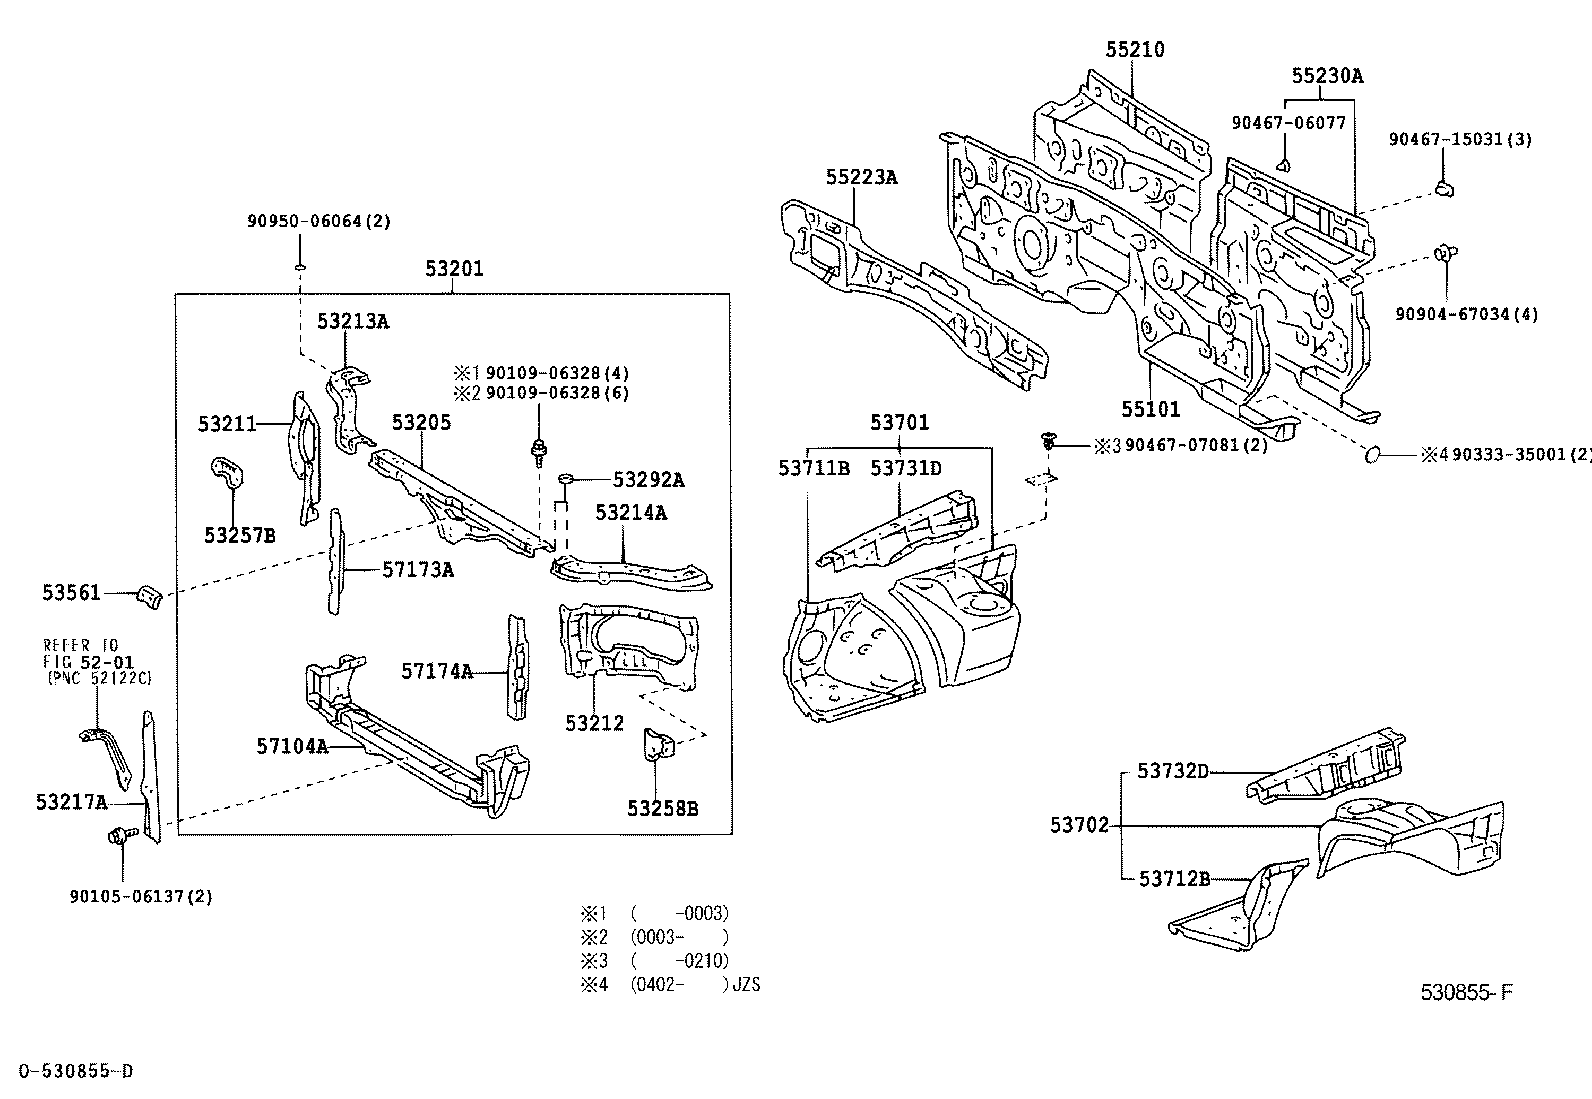 55210
55230A
90467-06077
90467-15031(3)
55223A
90950-06064(2)
53201
53213A
90904-67034(4)
※1 90109-06328(4)
※2 90109-06328(6)
53211
53205
55101
53701
※3 90467-07081(2)
※4 90333-35001(2)
53711B
53731D
53292A
53214A
53257B
57173A
53561
REFER TO
FIG 52-01
(PNC 52122C)
57174A
53212
57104A
53217A
53258B
53732D
53702
53712B
90105-06137(2)
※1 ( -0003)
※2 (0003- )
※3 ( -0210)
※4 (0402- )JZS
530855-F
O-530855-D